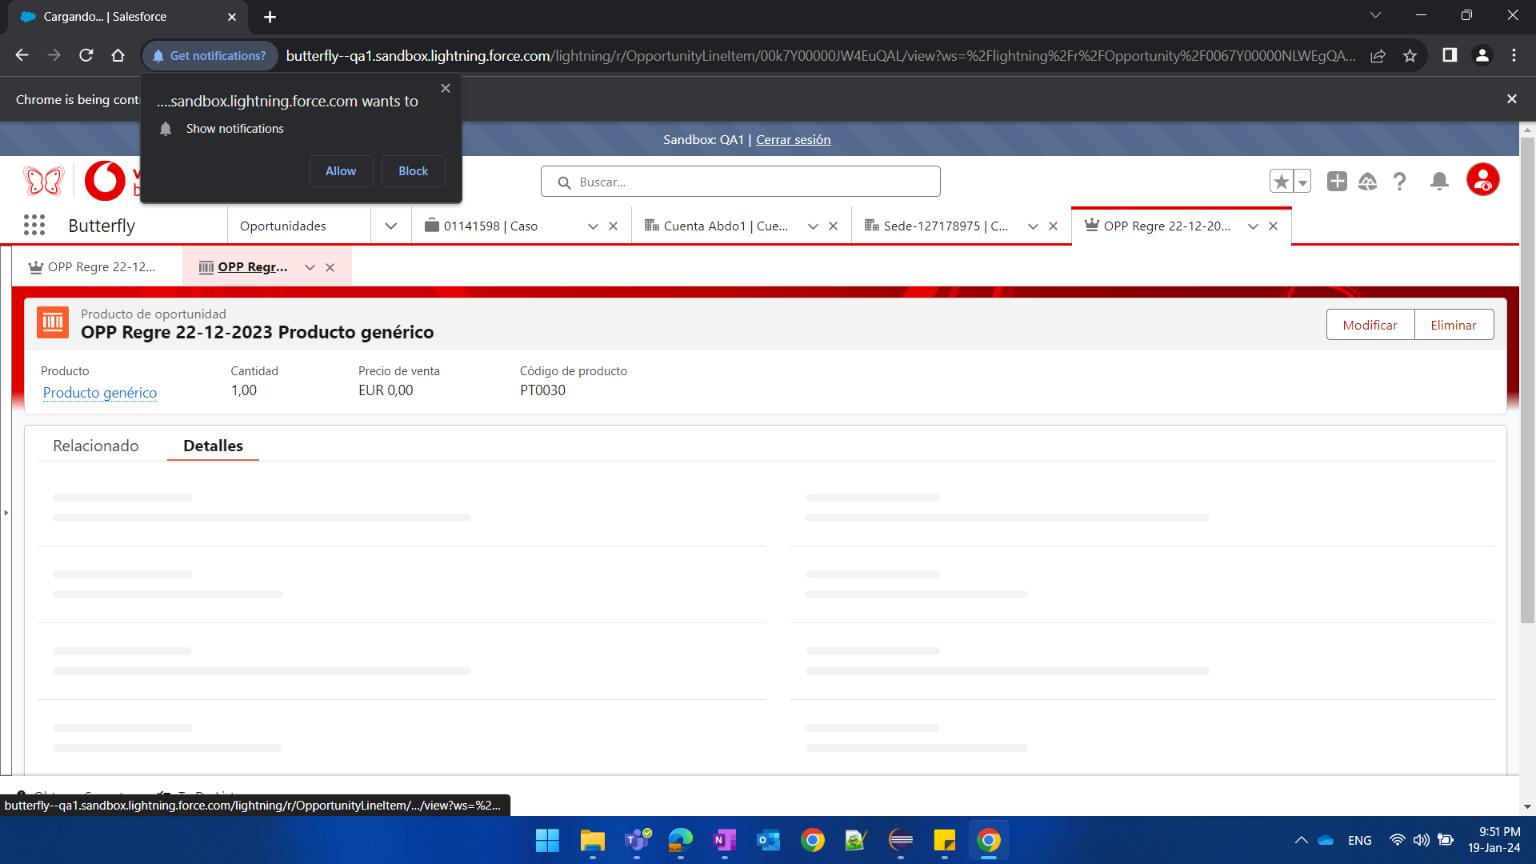 Cargando... | Salesforce
Get notifications?
butterfly--qa1.sandbox.lightning.force.com/lightning/r/OpportunityLineItem/00k7Y00000JW4EuQAL/view?ws=%2Flightning%2Fr%2FOpportunity%2F0067Y00000NLWEgQA...
Chrome is being cont
....sandbox.lightning.force.com wants to
Show notifications
Allow
Block
Sandbox: QA1 | Cerrar sesión
Buscar...
Butterfly
Oportunidades
01141598 | Caso
Cuenta Abdo1 | Cue...
Sede-127178975 | C...
OPP Regre 22-12-20...
OPP Regre 22-12...
OPP Regr...
Producto de oportunidad
OPP Regre 22-12-2023 Producto genérico
Modificar
Eliminar
Producto
Cantidad
Precio de venta
Código de producto
Producto genérico
1,00
EUR 0,00
PT0030
Relacionado
Detalles
butterfly--qa1.sandbox.lightning.force.com/lightning/r/OpportunityLineItem/.../view?ws=%2...
ENG
9:51 PM
19-Jan-24